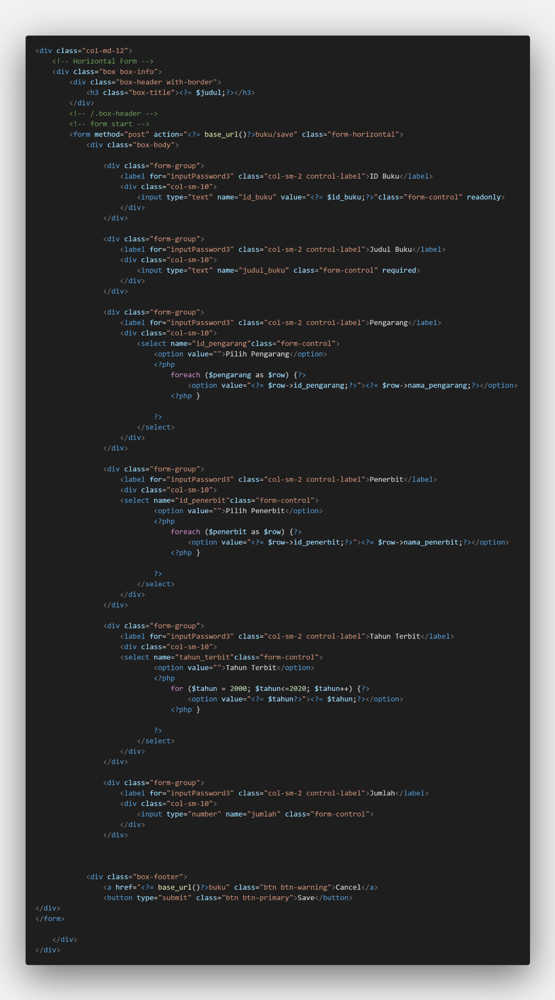 <div class="col-md-12">
    <!-- Horizontal Form -->
    <div class="box box-info">
        <div class="box-header with-border">
            <h3 class="box-title"><?= $judul;?></h3>
        </div>
        <!-- /.box-header -->
        <!-- form start -->
        <form method="post" action="<?= base_url()?>buku/save" class="form-horizontal">
            <div class="box-body">

                <div class="form-group">
                    <label for="inputPassword3" class="col-sm-2 control-label">ID Buku</label>
                    <div class="col-sm-10">
                        <input type="text" name="id_buku" value="<?= $id_buku;?>"class="form-control" readonly>
                    </div>
                </div>

                <div class="form-group">
                    <label for="inputPassword3" class="col-sm-2 control-label">Judul Buku</label>
                    <div class="col-sm-10">
                        <input type="text" name="judul_buku" class="form-control" required>
                    </div>
                </div>

                <div class="form-group">
                    <label for="inputPassword3" class="col-sm-2 control-label">Pengarang</label>
                    <div class="col-sm-10">
                        <select name="id_pengarang"class="form-control">
                            <option value="">Pilih Pengarang</option>
                            <?php
                                foreach ($pengarang as $row) {?>
                                    <option value="<?= $row->id_pengarang;?>"><?= $row->nama_pengarang;?></option>
                                <?php }

                            ?>
                        </select>
                    </div>
                </div>

                <div class="form-group">
                    <label for="inputPassword3" class="col-sm-2 control-label">Penerbit</label>
                    <div class="col-sm-10">
                    <select name="id_penerbit"class="form-control">
                            <option value="">Pilih Penerbit</option>
                            <?php
                                foreach ($penerbit as $row) {?>
                                    <option value="<?= $row->id_penerbit;?>"><?= $row->nama_penerbit;?></option>
                                <?php }

                            ?>
                        </select>
                    </div>
                </div>

                <div class="form-group">
                    <label for="inputPassword3" class="col-sm-2 control-label">Tahun Terbit</label>
                    <div class="col-sm-10">
                    <select name="tahun_terbit"class="form-control">
                            <option value="">Tahun Terbit</option>
                            <?php
                                for ($tahun = 2000; $tahun<=2020; $tahun++) {?>
                                    <option value="<?= $tahun?>"><?= $tahun;?></option>
                                <?php }

                            ?>
                        </select>
                    </div>
                </div>

                <div class="form-group">
                    <label for="inputPassword3" class="col-sm-2 control-label">Jumlah</label>
                    <div class="col-sm-10">
                        <input type="number" name="jumlah" class="form-control">
                    </div>
                </div>

            <div class="box-footer">
                <a href="<?= base_url()?>buku" class="btn btn-warning">Cancel</a>
                <button type="submit" class="btn btn-primary">Save</button>
</div>
</form>

    </div>
</div>